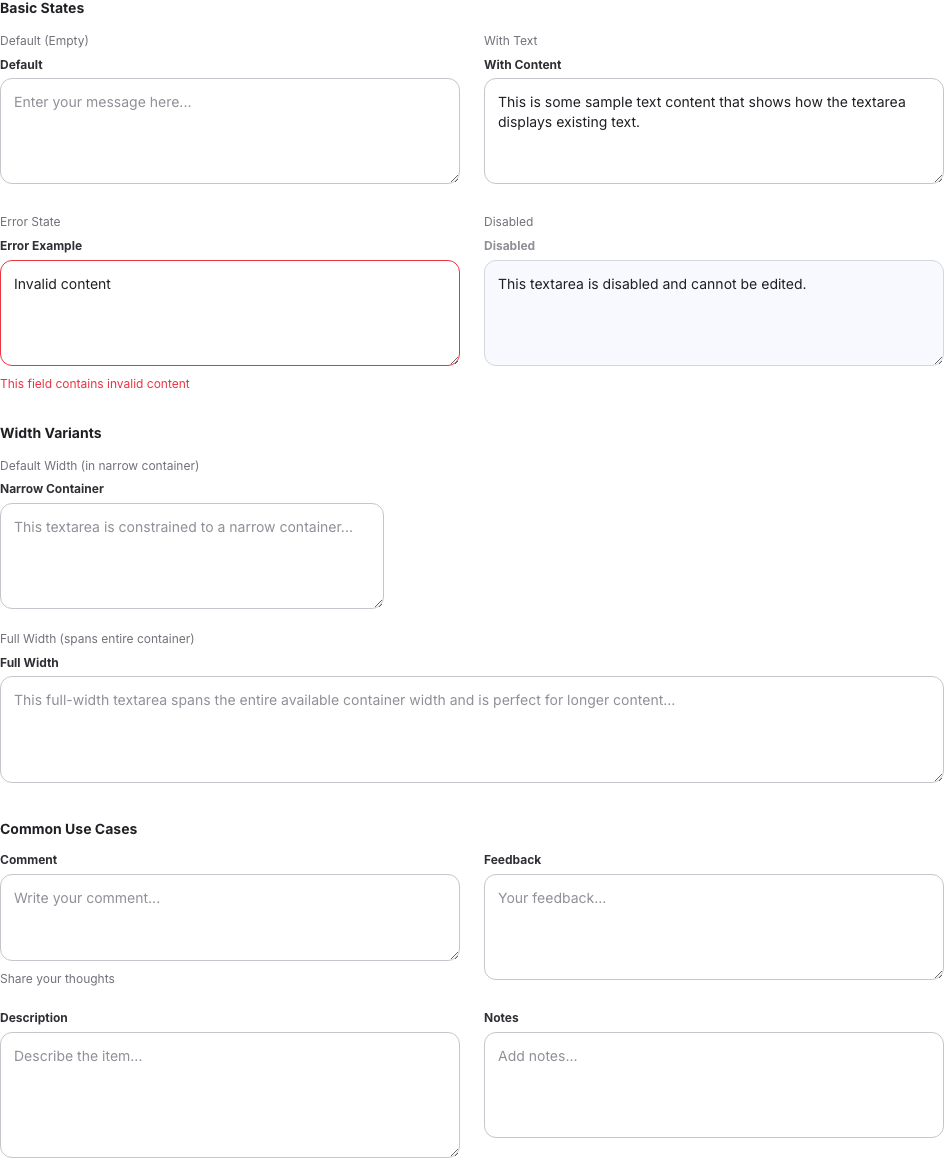 Basic States
Default (Empty)
Default
Enter your message here...
With Text
With Content
This is some sample text content that shows how the textarea
displays existing text.
Error State
Error Example
Invalid content
This field contains invalid content
Disabled
Disabled
This textarea is disabled and cannot be edited.
Width Variants
Default Width (in narrow container)
Narrow Container
This textarea is constrained to a narrow container...
Full Width (spans entire container)
Full Width
This full-width textarea spans the entire available container width and is perfect for longer content...
Common Use Cases
Comment
Write your comment...
Share your thoughts
Feedback
Your feedback...
Description
Describe the item...
Notes
Add notes...